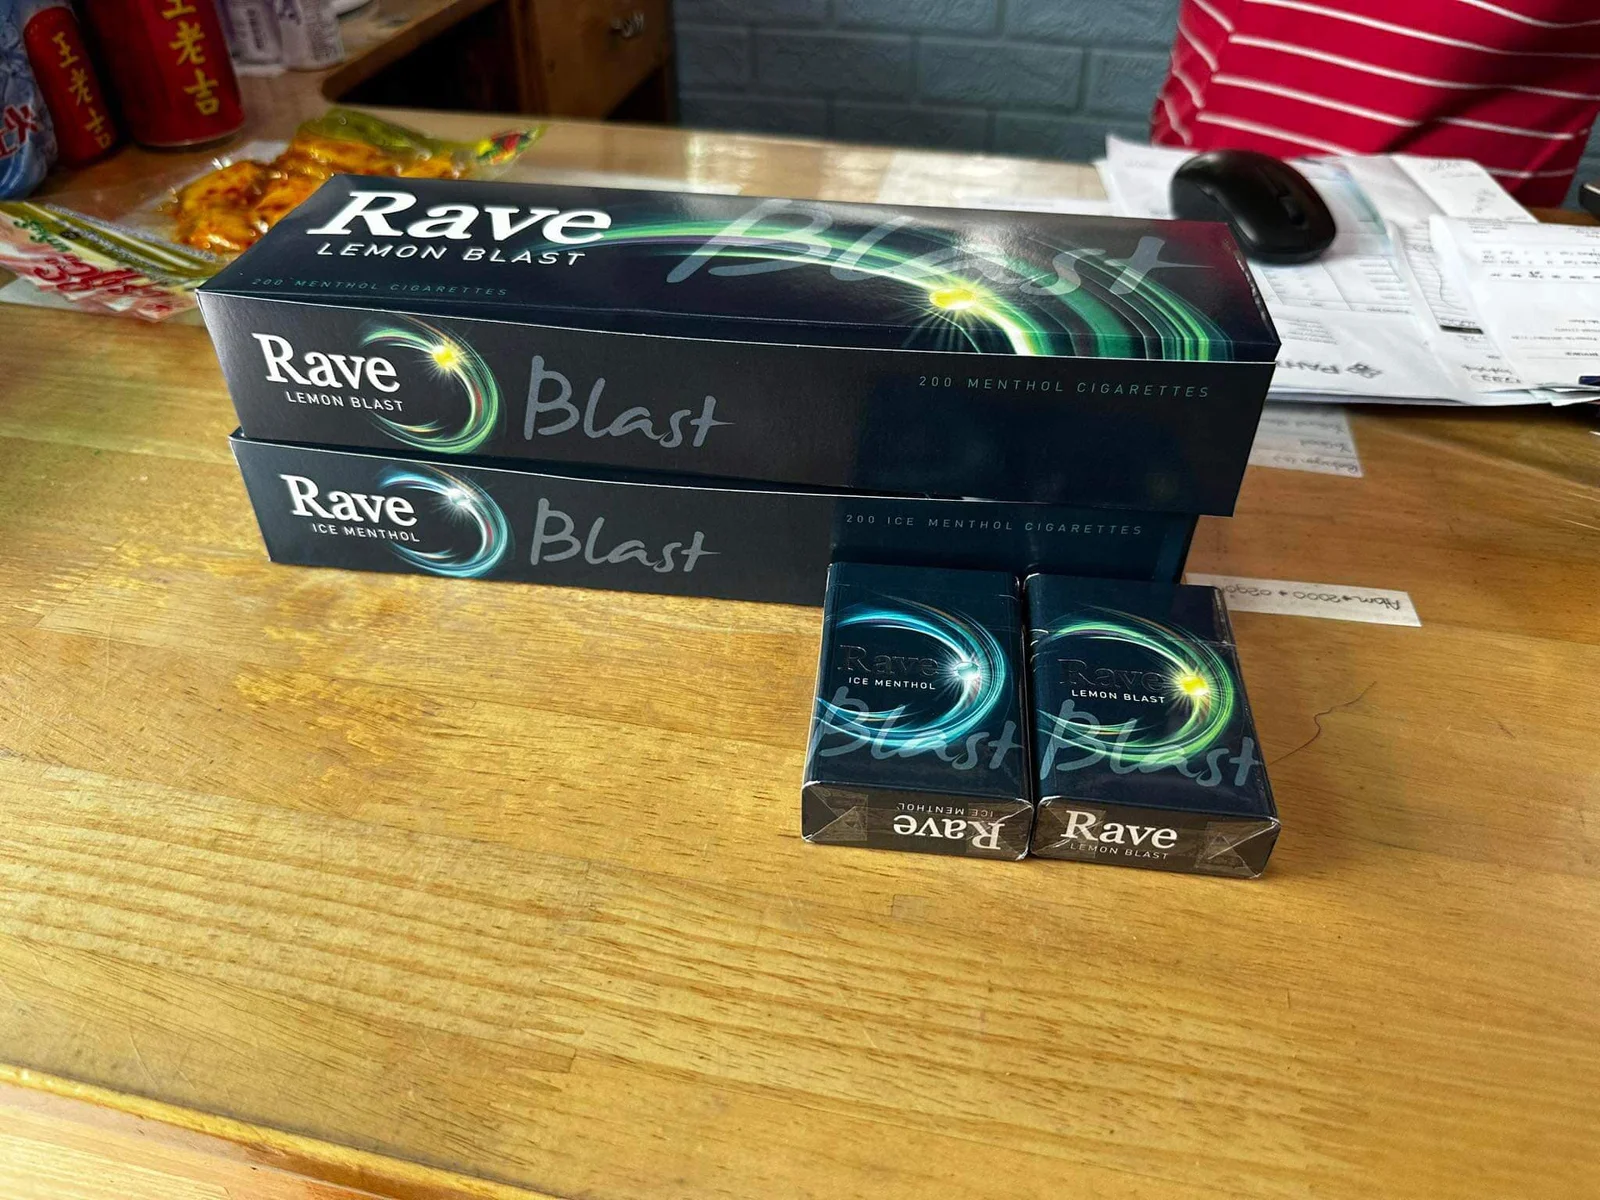 王老吉
王老吉
Rave
LEMON BLAST
Blast
200 MENTHOL CIGARETTES
Rave
LEMON BLAST
Blast
200 MENTHOL CIGARETTES
Rave
ICE MENTHOL
Blast
200 ICE MENTHOL CIGARETTES
Rave
ICE MENTHOL
Blast
Rave
ICE MENTHOL
Rave
LEMON BLAST
Blast
Rave
LEMON BLAST